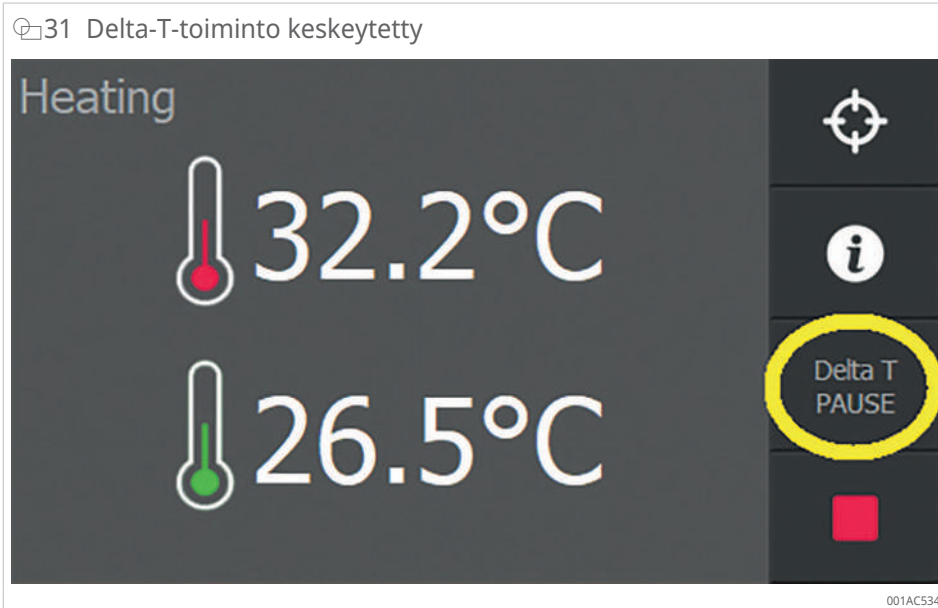 31 Delta-T-toiminto keskeytetty
Heating
32.2°C
26.5°C
i
Delta T
PAUSE
001AC534